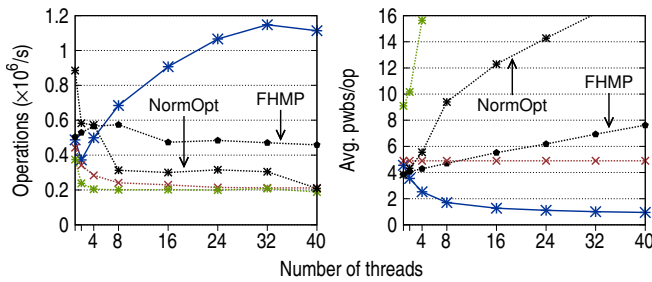 Operations (×10⁶/s)
1.2
1
0.8
0.6
0.4
0.2
0
NormOpt
FHMP
4 8 16 24 32 40
Avg. pwbs/op
16
14
12
10
8
6
4
2
0
FHMP
NormOpt
4 8 16 24 32 40
Number of threads